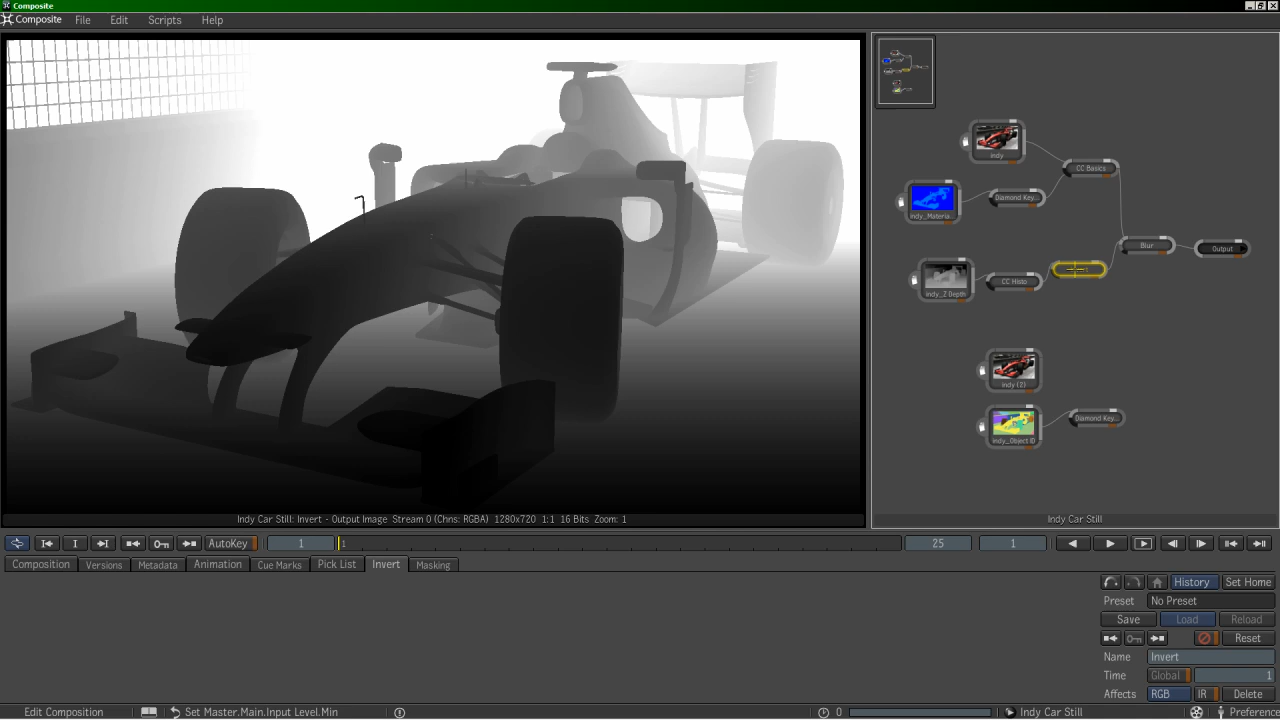 Composite
Composite File Edit Scripts Help
indy
CC Basics
indy_Materia
Diamond Key...
Blur
Output
indy_Z Depth
CC Histo
indy (2)
indy_Object ID
Diamond Key...
Indy Car Still: Invert - Output Image Stream 0 (Chns: RGBA) 1280x720 1:1 16 Bits Zoom: 1
Indy Car Still
AutoKey 1 1 25 1
Composition Versions Metadata Animation Cue Marks Pick List Invert Masking
History Set Home
Preset No Preset
Save Load Reload
Reset
Name Invert
Time Global 1
Affects RGB IR Delete
Edit Composition Set Master.Main.Input Level.Min 0 Indy Car Still Preference